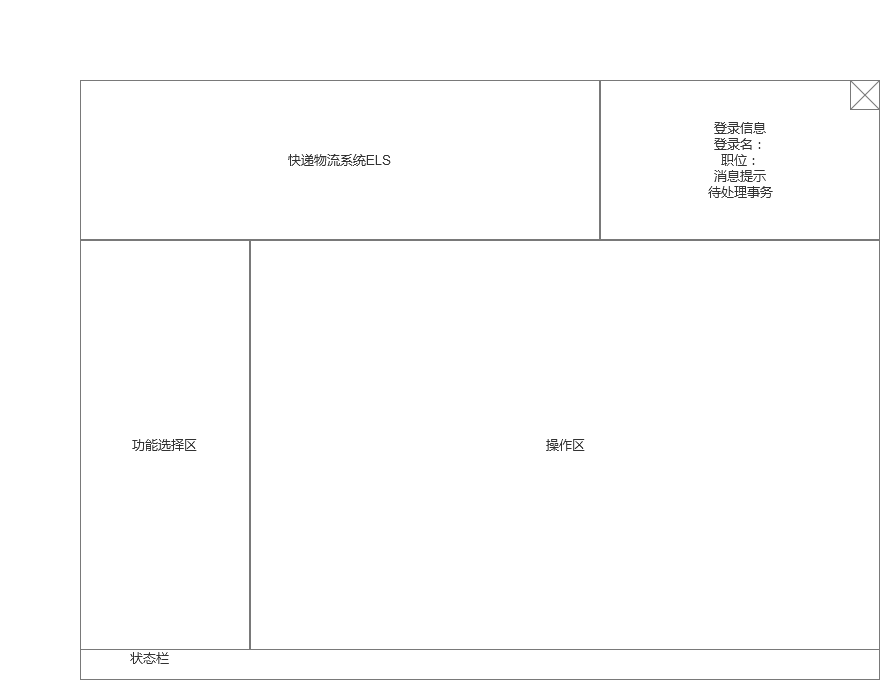 快递物流系统ELS
登录信息
登录名：
职位：
消息提示
待处理事务
功能选择区
操作区
状态栏